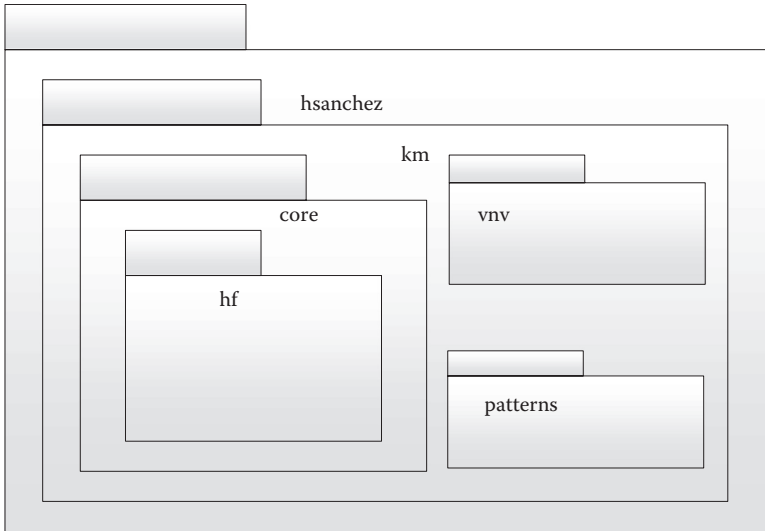 hsanchez
km
core
vnv
hf
patterns